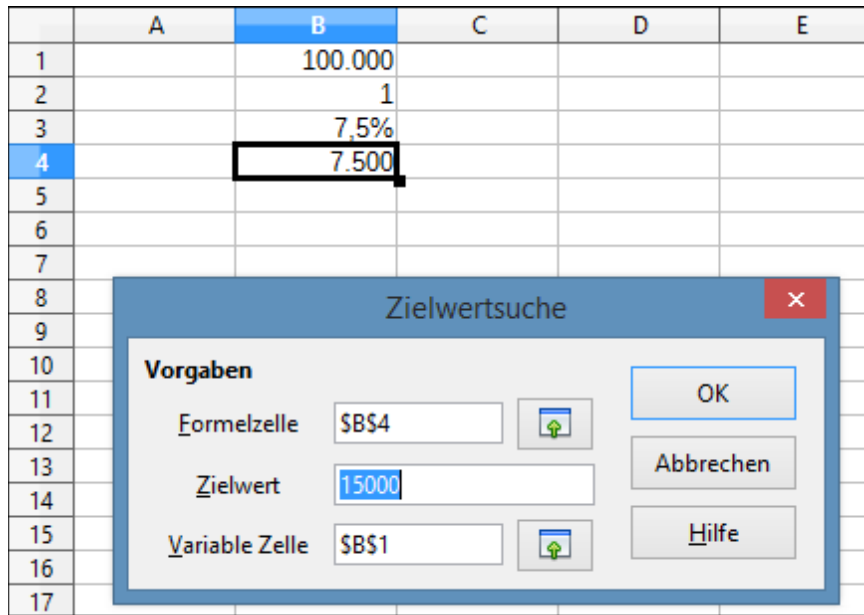 A B C D E
1 100.000
2 1
3 7,5%
4 7.500
5
6
7
8
9
10
11
12
13
14
15
16
17
Zielwertsuche
Vorgaben
Formelzelle $B$4
Zielwert 15000
Variable Zelle $B$1
OK
Abbrechen
Hilfe